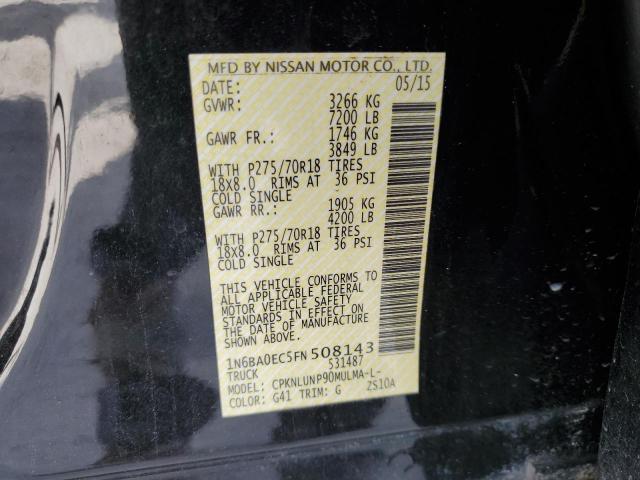 MFD BY NISSAN MOTOR CO., LTD.
DATE: 05/15
GVWR: 3266 KG
7200 LB
GAWR FR.: 1746 KG
3849 LB
WITH P275/70R18 TIRES
18X8.0 RIMS AT 36 PSI
COLD SINGLE
GAWR RR.: 1905 KG
4200 LB
WITH P275/70R18 TIRES
18X8.0 RIMS AT 36 PSI
COLD SINGLE
THIS VEHICLE CONFORMS TO
ALL APPLICABLE FEDERAL
MOTOR VEHICLE SAFETY
STANDARDS IN EFFECT ON
THE DATE OF MANUFACTURE
SHOWN ABOVE.
1N6BA0EC5FN 508143
TRUCK 531487
MODEL: CPKNLUNP90MULMA-L-
COLOR: G41 TRIM: G ZS10A